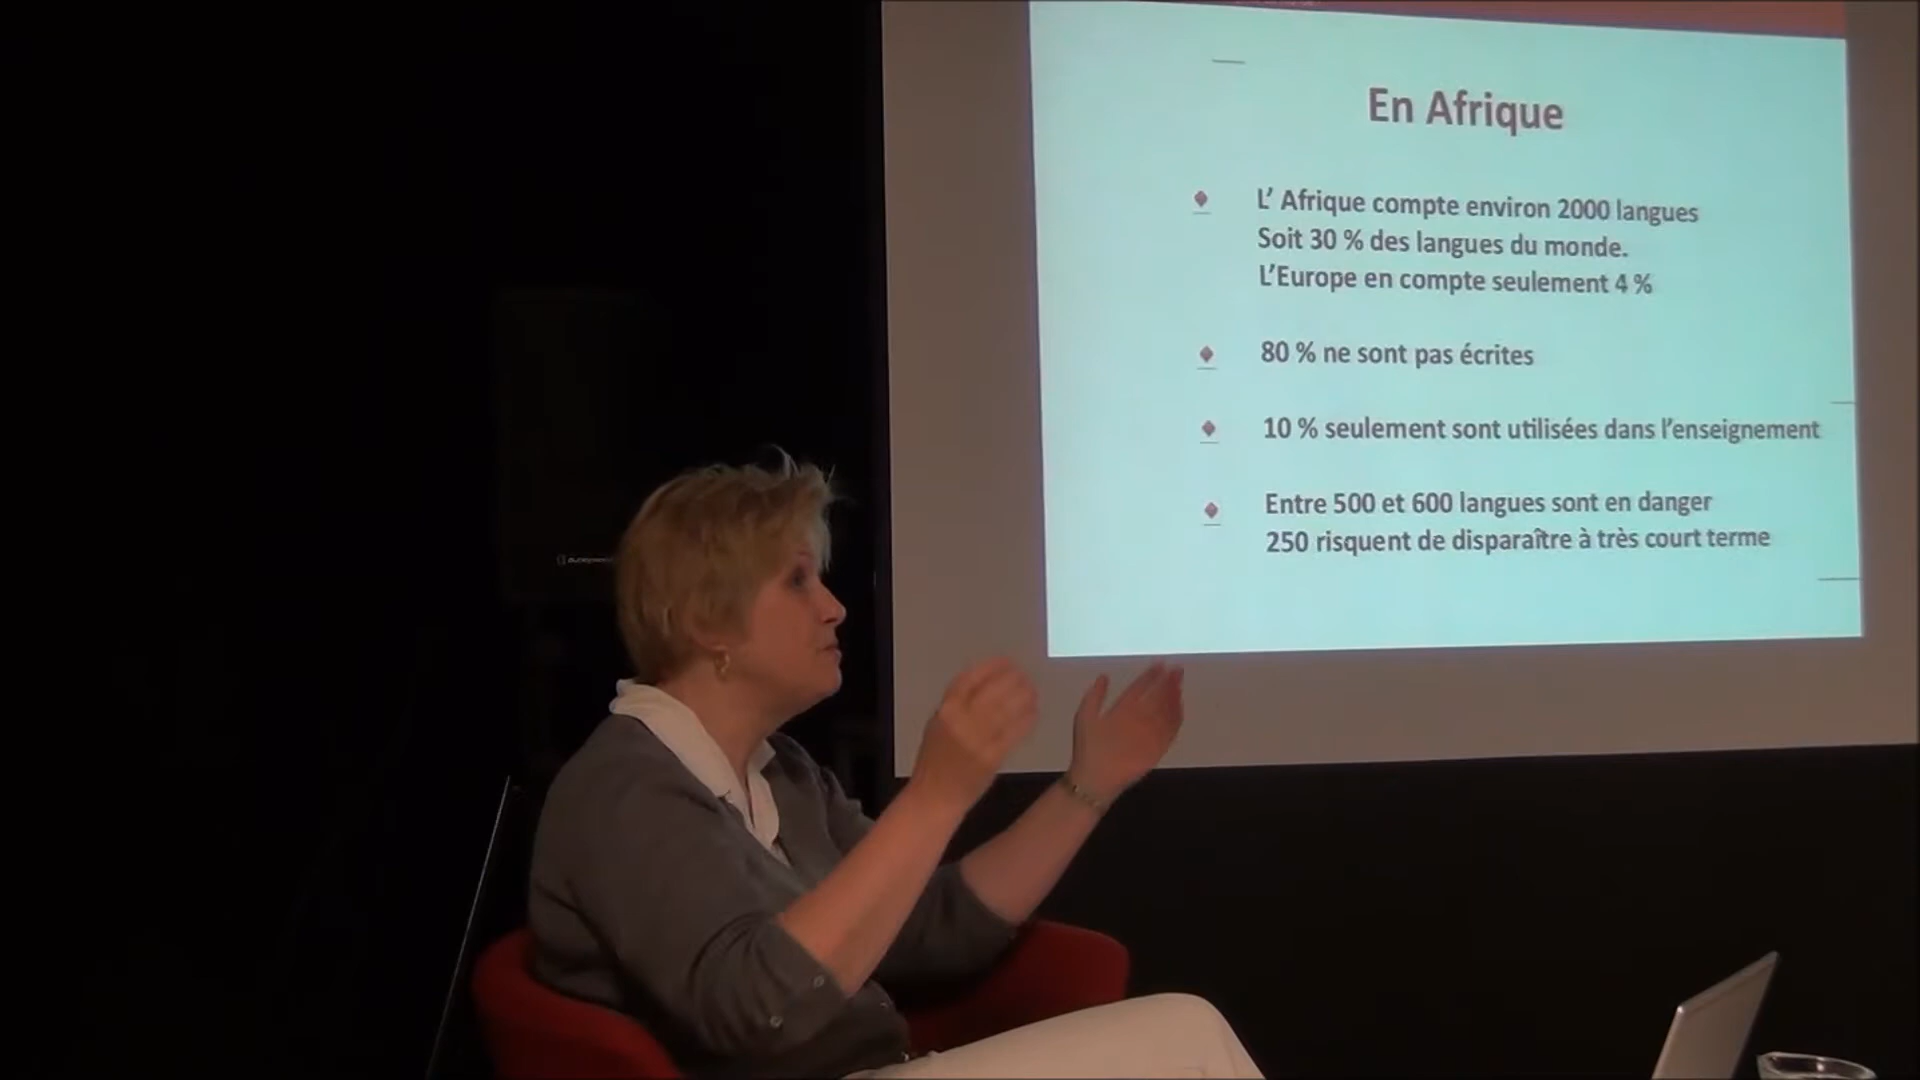 En Afrique
L' Afrique compte environ 2000 langues
Soit 30 % des langues du monde.
L'Europe en compte seulement 4 %
80 % ne sont pas écrites
10 % seulement sont utilisées dans l'enseignement
Entre 500 et 600 langues sont en danger
250 risquent de disparaître à très court terme